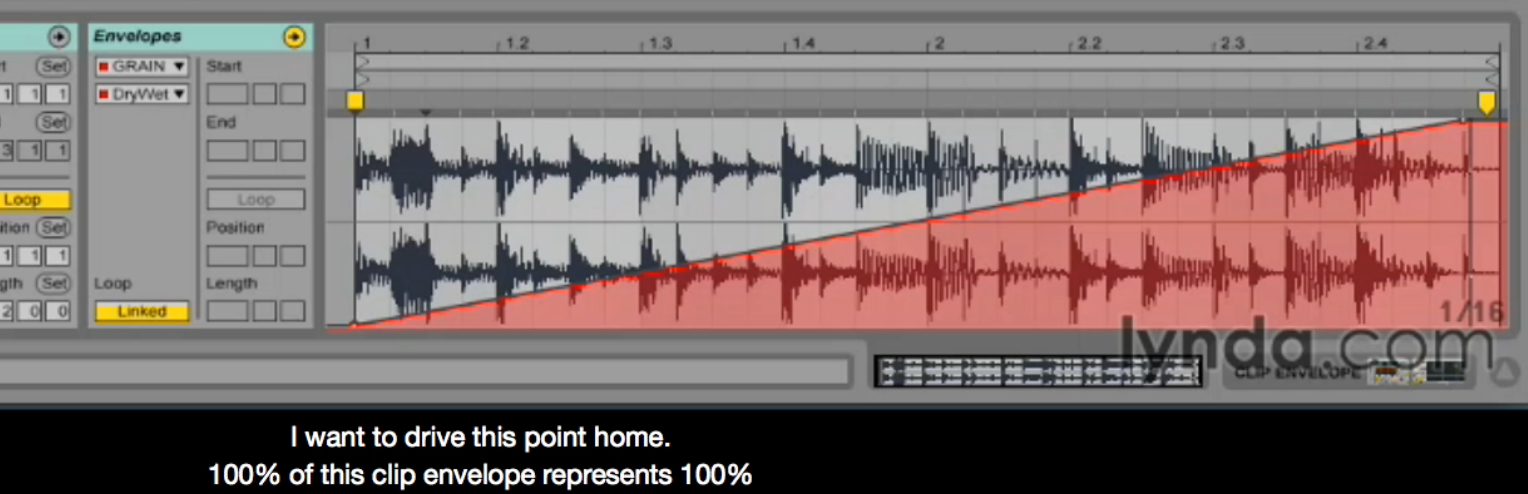 Envelopes
1 1.2 1.3 1.4 2 2.2 2.3 2.4
Set
GRAIN
Start
1 1 1
DryWet
Set
End
3 1 1
Loop
Loop
Set
Position
1 1 1
Set
Loop
Length
2 0 0
Linked
1/16
lynda.com
CLIP ENVELOPE
I want to drive this point home.
100% of this clip envelope represents 100%